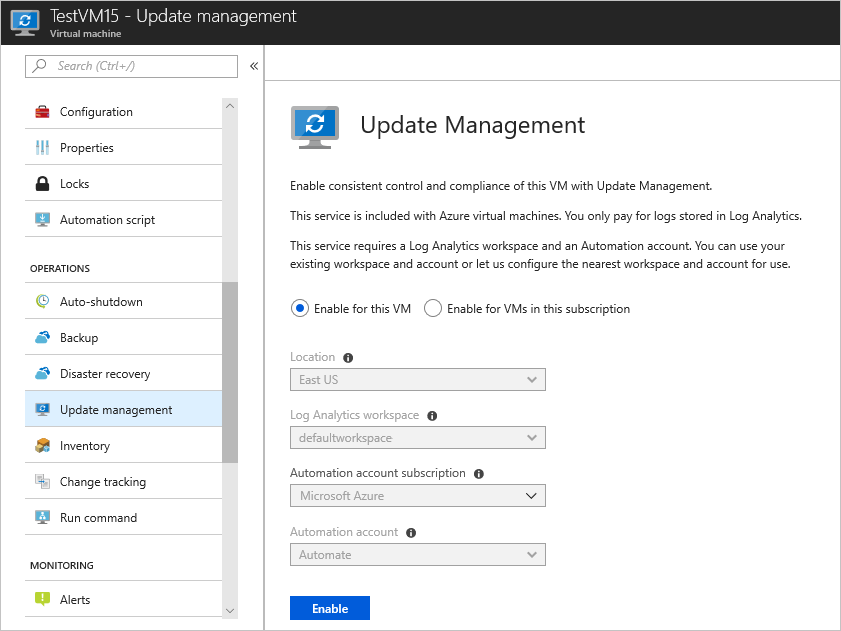 TestVM15 - Update management
Virtual machine
Search (Ctrl+/)
«
Configuration
Properties
Locks
Automation script
OPERATIONS
Auto-shutdown
Backup
Disaster recovery
Update management
Inventory
Change tracking
Run command
MONITORING
Alerts
Update Management
Enable consistent control and compliance of this VM with Update Management.
This service is included with Azure virtual machines. You only pay for logs stored in Log Analytics.
This service requires a Log Analytics workspace and an Automation account. You can use your
existing workspace and account or let us configure the nearest workspace and account for use.
Enable for this VM Enable for VMs in this subscription
Location
East US
Log Analytics workspace
defaultworkspace
Automation account subscription
Microsoft Azure
Automation account
Automate
Enable